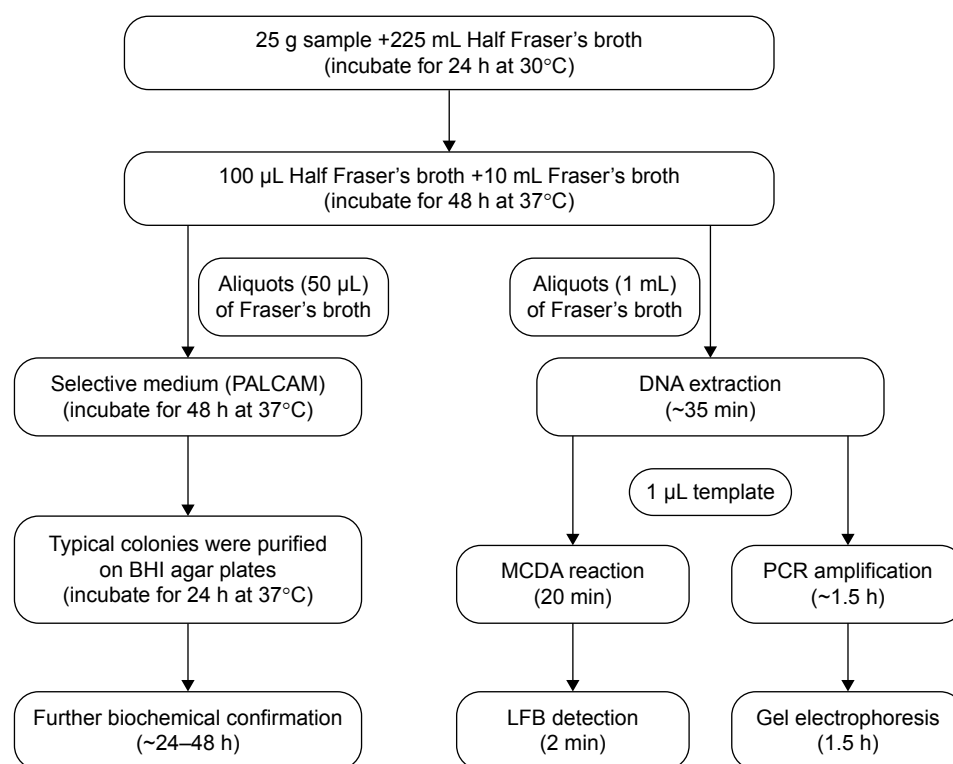 25 g sample +225 mL Half Fraser's broth
(incubate for 24 h at 30°C)
100 µL Half Fraser's broth +10 mL Fraser's broth
(incubate for 48 h at 37°C)
Aliquots (50 µL)
of Fraser's broth
Aliquots (1 mL)
of Fraser's broth
Selective medium (PALCAM)
(incubate for 48 h at 37°C)
DNA extraction
(~35 min)
1 µL template
Typical colonies were purified
on BHI agar plates
(incubate for 24 h at 37°C)
MCDA reaction
(20 min)
PCR amplification
(~1.5 h)
Further biochemical confirmation
(~24–48 h)
LFB detection
(2 min)
Gel electrophoresis
(1.5 h)